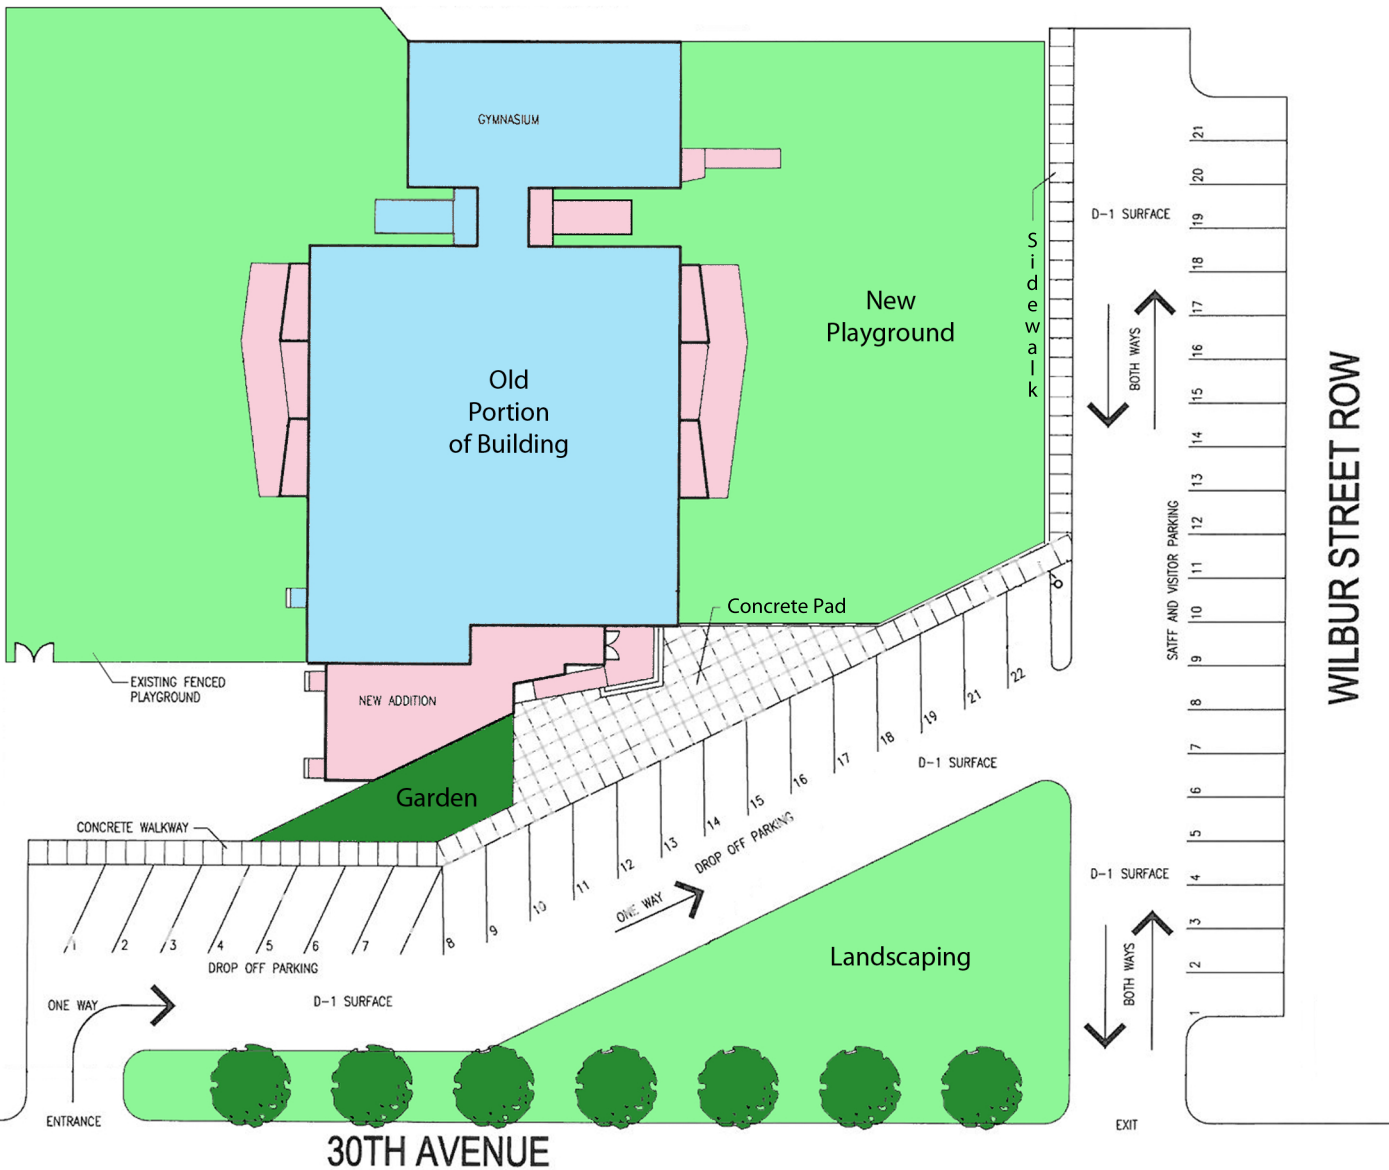 GYMNASIUM
Sidewalk
D-1 SURFACE
New
Playground
BOTH WAYS
Old
Portion
of Building
21
20
19
18
17
16
15
14
13
12
11
10
9
8
7
6
5
4
3
2
1
SATFF AND VISITOR PARKING
WILBUR STREET ROW
Concrete Pad
EXISTING FENCED
PLAYGROUND
NEW ADDITION
Garden
CONCRETE WALKWAY
1
2
3
4
5
6
7
8
9
10
11
12
13
14
15
16
17
18
19
21
22
D-1 SURFACE
DROP OFF PARKING
ONE WAY
DROP OFF PARKING
D-1 SURFACE
Landscaping
BOTH WAYS
ONE WAY
D-1 SURFACE
ENTRANCE
EXIT
30TH AVENUE